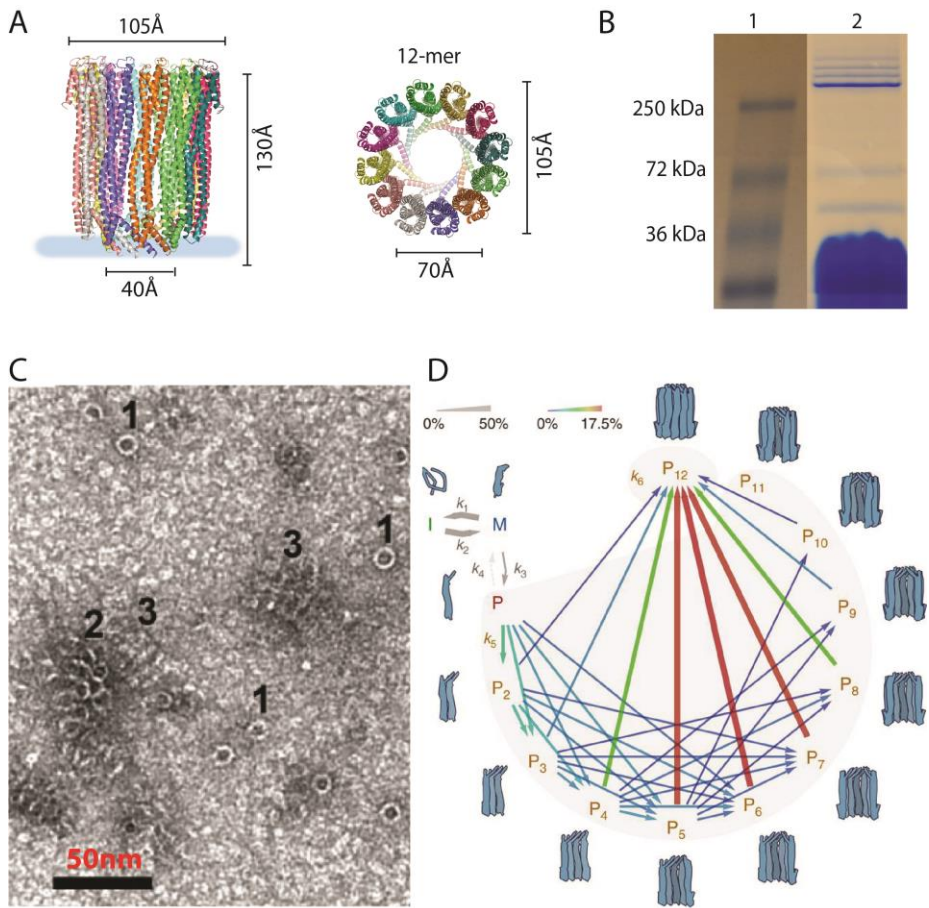 A
105Å
130Å
40Å
12-mer
105Å
70Å
B
1 2
250 kDa
72 kDa
36 kDa
C
1
1
3
3
2
1
50nm
D
0% 50% 0% 17.5%
P12
k6
P11
I k1 M
k2
P10
k4 k3
P
P9
k5
P2
P8
P3
P7
P4
P6
P5